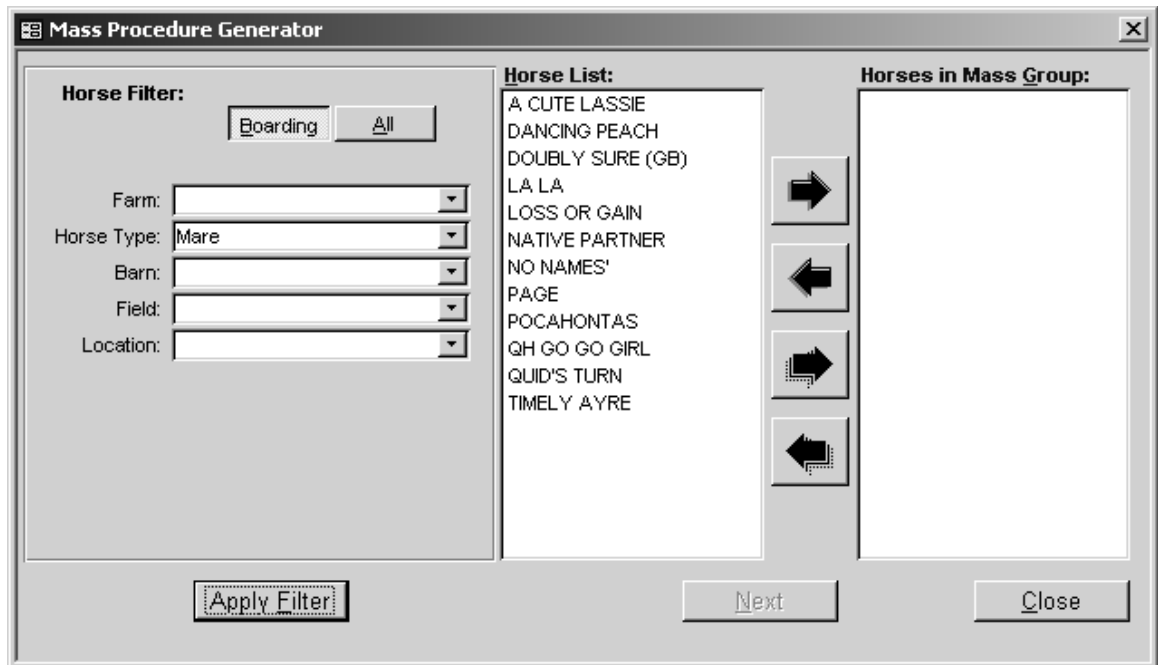 Mass Procedure Generator
Horse Filter:
Boarding
All
Farm:
Horse Type: Mare
Barn:
Field:
Location:
Apply Filter
Horse List:
A CUTE LASSIE
DANCING PEACH
DOUBLY SURE (GB)
LA LA
LOSS OR GAIN
NATIVE PARTNER
NO NAMES'
PAGE
POCAHONTAS
QH GO GO GIRL
QUID'S TURN
TIMELY AYRE
Horses in Mass Group:
Next
Close